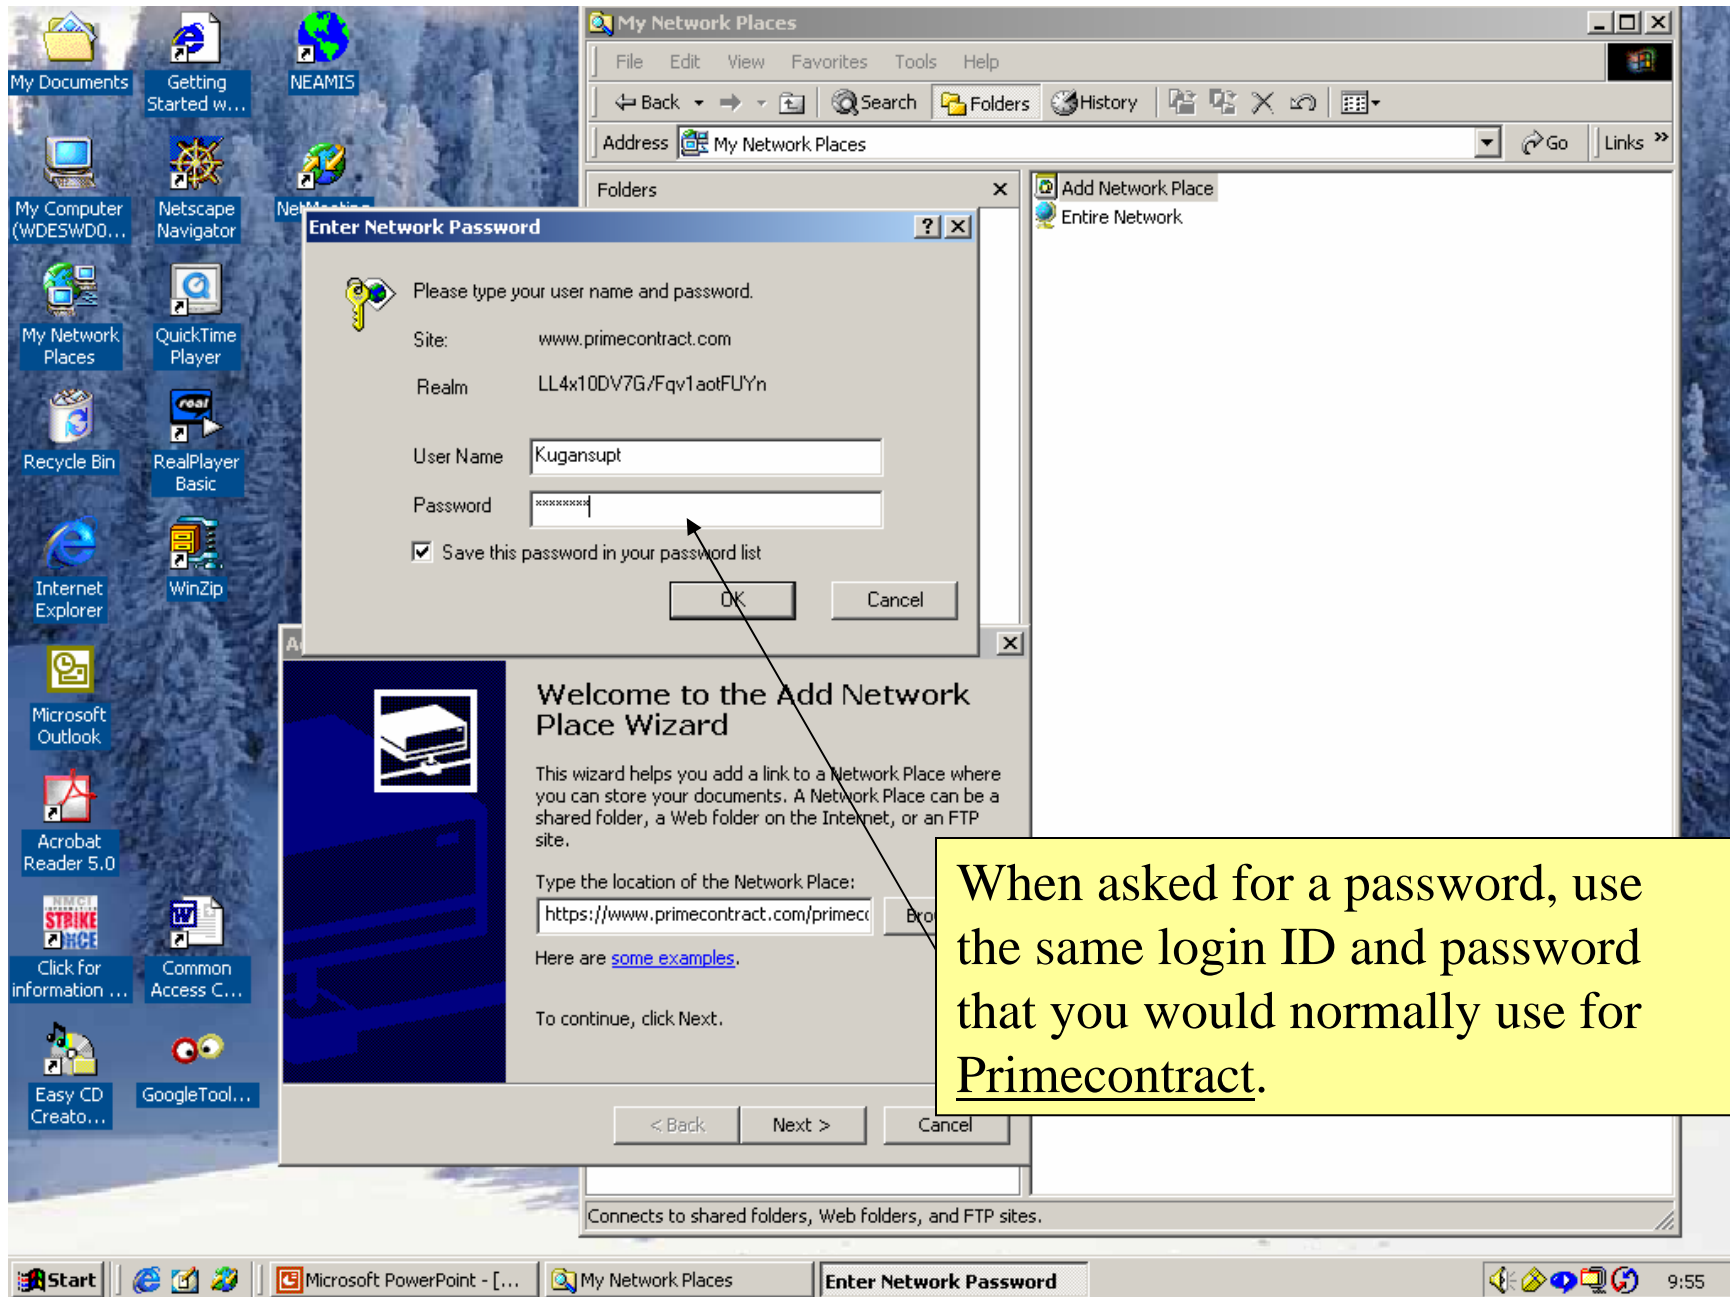 My Documents
Getting
Started w...
NEAMIS
My Computer
(WDESWD0...
Netscape
Navigator
My Network
Places
QuickTime
Player
Recycle Bin
RealPlayer
Basic
Internet
Explorer
WinZip
Microsoft
Outlook
Acrobat
Reader 5.0
NMCI
STRIKE
Click for
information ...
Common
Access C...
Easy CD
Creato...
GoogleTool...
My Network Places
File Edit View Favorites Tools Help
Back Search Folders History
Address My Network Places Go Links »
Folders
Add Network Place
Entire Network
Enter Network Password
Please type your user name and password.
Site: www.primecontract.com
Realm LL4x10DV7G/Fqv1aotFUYn
User Name Kugansupt
Password ********
Save this password in your password list
OK Cancel
Welcome to the Add Network
Place Wizard
This wizard helps you add a link to a Network Place where
you can store your documents. A Network Place can be a
shared folder, a Web folder on the Internet, or an FTP
site.
Type the location of the Network Place:
https://www.primecontract.com/primec
Here are some examples.
To continue, click Next.
< Back Next > Cancel
When asked for a password, use
the same login ID and password
that you would normally use for
Primecontract.
Connects to shared folders, Web folders, and FTP sites.
Start Microsoft PowerPoint - [... My Network Places Enter Network Password 9:55